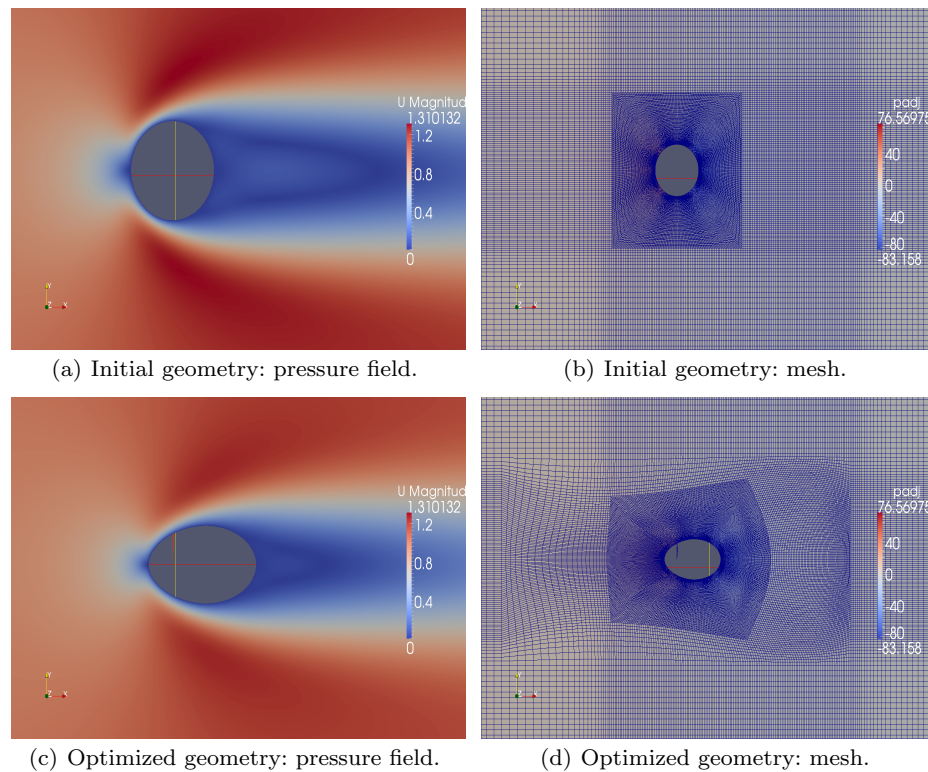 U Magnitud
1.310132
1.2
0.8
0.4
0
Y
Z
X
(a) Initial geometry: pressure field.
padj
76.56975
40
0
-40
-80
-83.158
Y
Z
X
(b) Initial geometry: mesh.
U Magnitud
1.310132
1.2
0.8
0.4
0
Y
Z
X
(c) Optimized geometry: pressure field.
padj
76.56975
40
0
-40
-80
-83.158
Y
Z
X
(d) Optimized geometry: mesh.